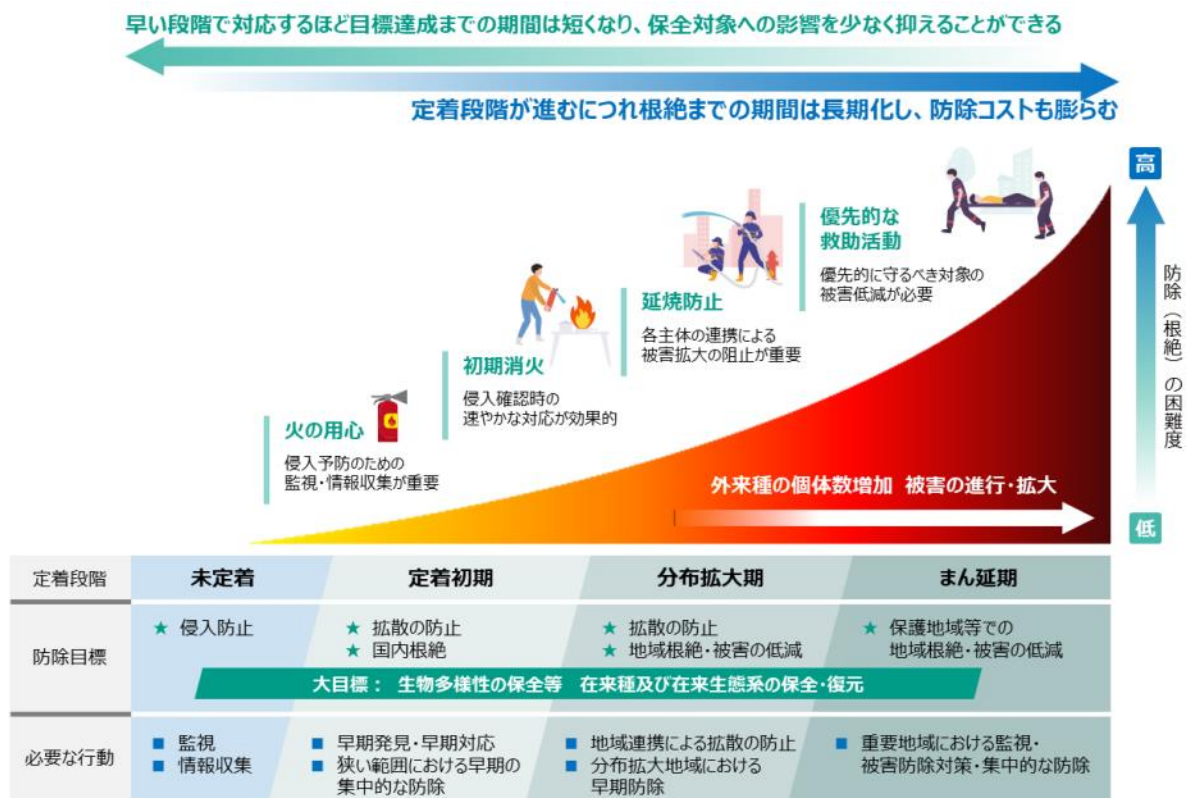 早い段階で対応するほど目標達成までの期間は短くなり、保全対象への影響を少なく抑えることができる
定着段階が進むにつれ根絶までの期間は長期化し、防除コストも膨らむ
高
防除（根絶）の困難度
低
優先的な
救助活動
優先的に守るべき対象の
被害低減が必要
延焼防止
各主体の連携による
被害拡大の阻止が重要
初期消火
侵入確認時の
速やかな対応が効果的
火の用心
侵入予防のための
監視・情報収集が重要
外来種の個体数増加 被害の進行・拡大
定着段階 未定着 定着初期 分布拡大期 まん延期
防除目標
★ 侵入防止
★ 拡散の防止
★ 国内根絶
★ 拡散の防止
★ 地域根絶・被害の低減
★ 保護地域等での
地域根絶・被害の低減
大目標： 生物多様性の保全等 在来種及び在来生態系の保全・復元
必要な行動
■ 監視
■ 情報収集
■ 早期発見・早期対応
■ 狭い範囲における早期の
集中的な防除
■ 地域連携による拡散の防止
■ 分布拡大地域における
早期防除
■ 重要地域における監視・
被害防除対策・集中的な防除